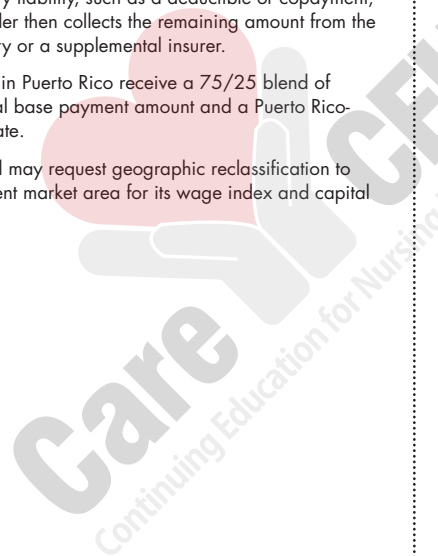 y liability, such as a deductible or copayment,
der then collects the remaining amount from the
ry or a supplemental insurer.
in Puerto Rico receive a 75/25 blend of
al base payment amount and a Puerto Rico-
ate.
l may request geographic reclassification to
ent market area for its wage index and capital
Care
CEU
Continuing Education for Nursing